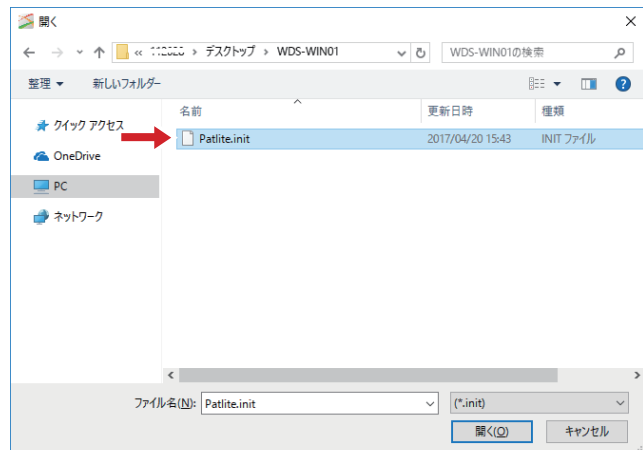 開く
« › デスクトップ › WDS-WIN01
WDS-WIN01の検索
整理
新しいフォルダー
名前
更新日時
種類
クイック アクセス
Patlite.init
2017/04/20 15:43
INIT ファイル
OneDrive
PC
ネットワーク
ファイル名(N):
Patlite.init
(*.init)
開く(O)
キャンセル